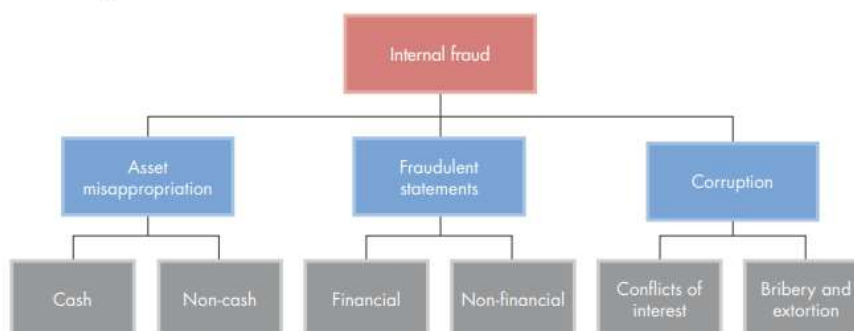 Internal fraud
Asset
misappropriation
Fraudulent
statements
Corruption
Cash
Non-cash
Financial
Non-financial
Conflicts of
interest
Bribery and
extortion